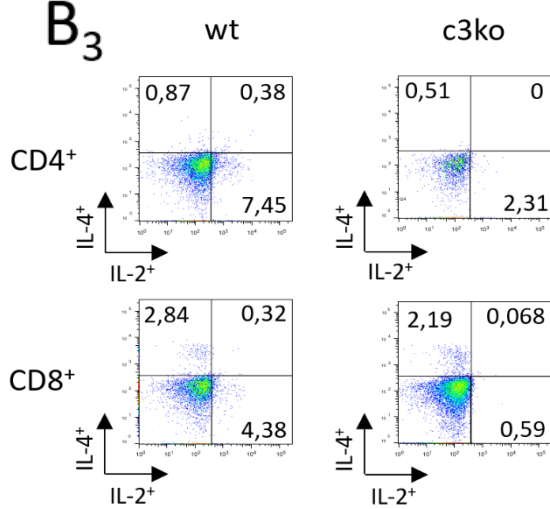 B3
wt
c3ko
CD4+
0,87
0,38
7,45
0,51
0
2,31
IL-4+
IL-2+
IL-4+
IL-2+
CD8+
2,84
0,32
4,38
2,19
0,068
0,59
IL-4+
IL-2+
IL-4+
IL-2+